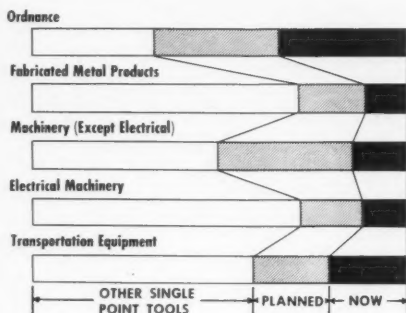 Ordnance
Fabricated Metal Products
Machinery (Except Electrical)
Electrical Machinery
Transportation Equipment
OTHER SINGLE POINT TOOLS
PLANNED
NOW